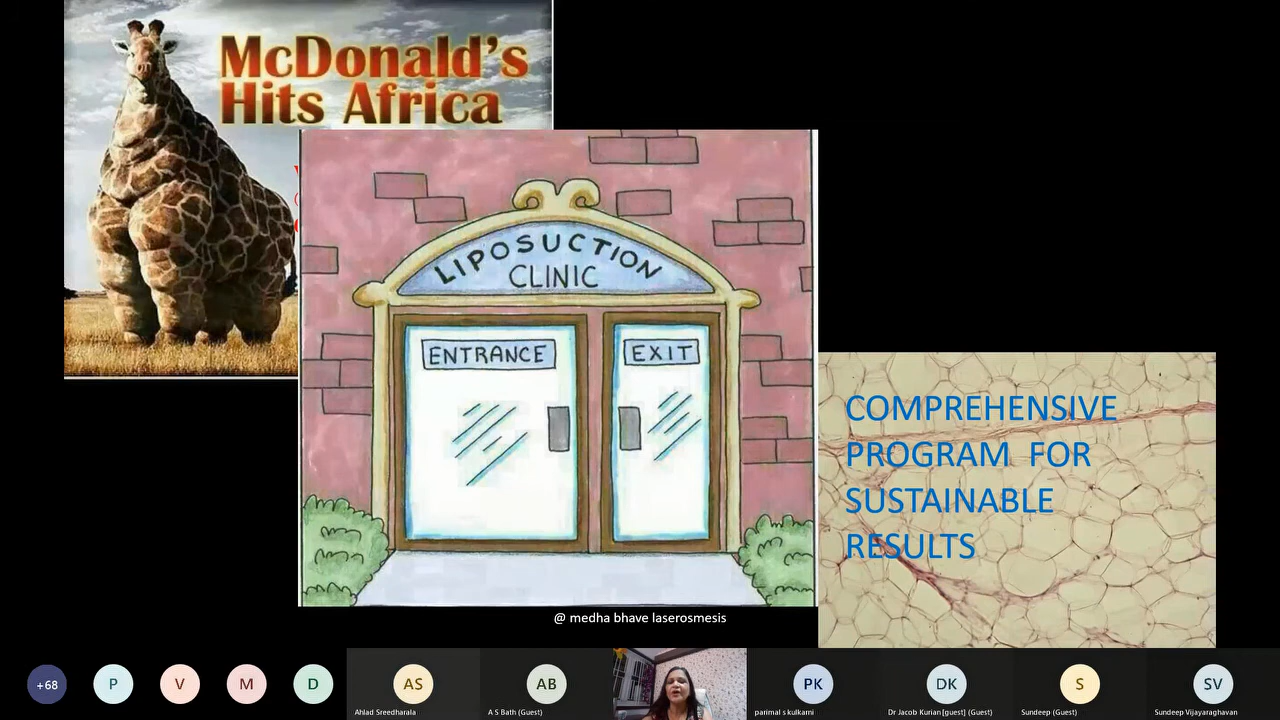 McDonald's
Hits Africa
LIPOSUCTION
CLINIC
ENTRANCE
EXIT
COMPREHENSIVE
PROGRAM FOR
SUSTAINABLE
RESULTS
@ medha bhave laserosmesis
+68
P
V
M
D
AS
Ahlad Sreedharala
AB
A S Bath (Guest)
PK
parimal s kulkarni
DK
Dr Jacob Kurian[guest] (Guest)
S
Sundeep (Guest)
SV
Sundeep Vijayaraghavan